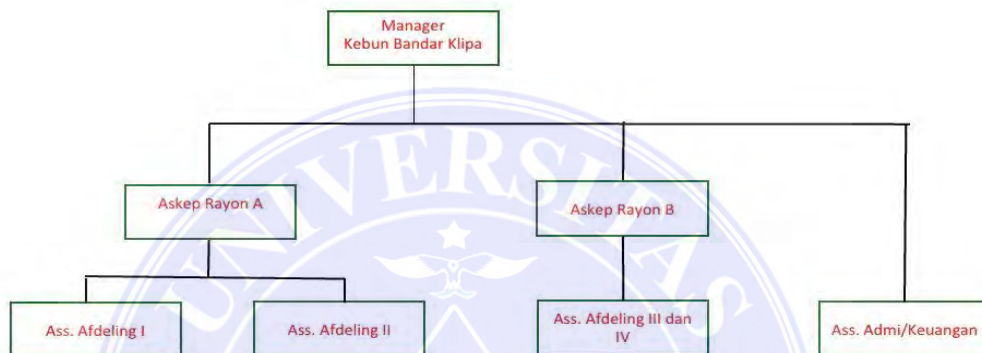 Manager
Kebun Bandar Klipa
Askep Rayon A
Askep Rayon B
Ass. Afdeling I
Ass. Afdeling II
Ass. Afdeling III dan
IV
Ass. Admi/Keuangan
UNIVERSITAS